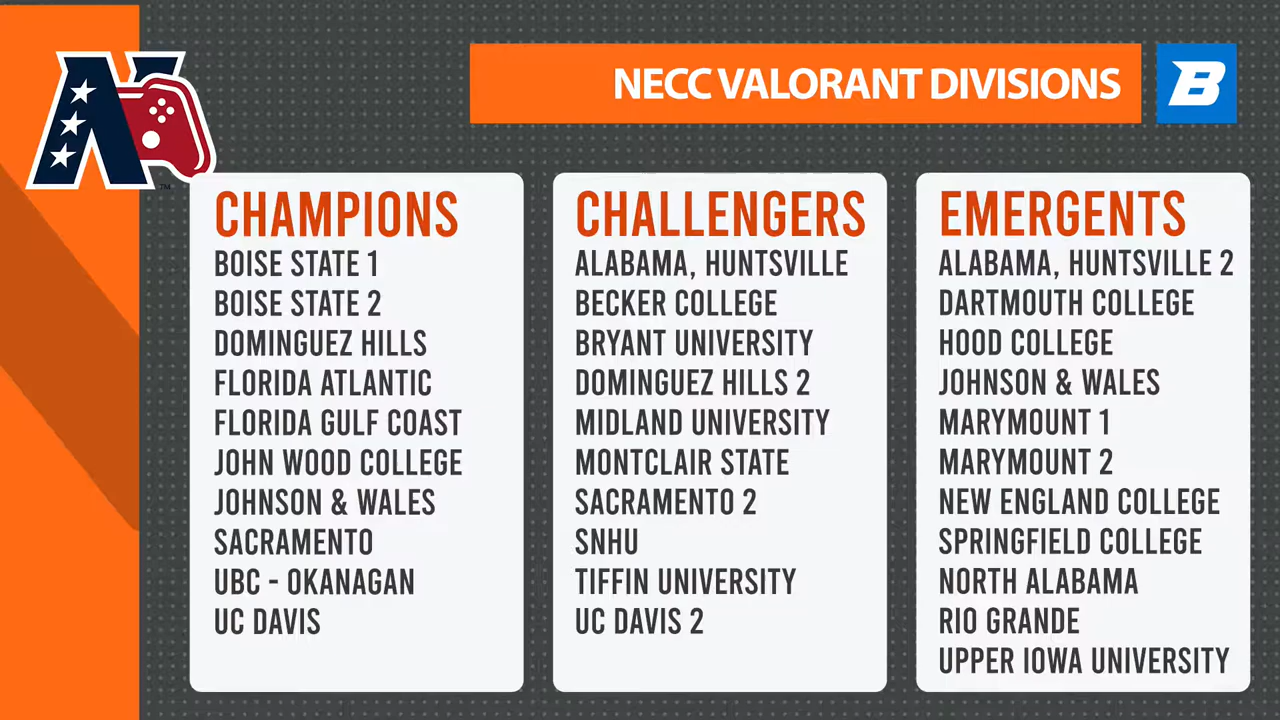 NECC VALORANT DIVISIONS
B
N
TM
CHAMPIONS
BOISE STATE 1
BOISE STATE 2
DOMINGUEZ HILLS
FLORIDA ATLANTIC
FLORIDA GULF COAST
JOHN WOOD COLLEGE
JOHNSON & WALES
SACRAMENTO
UBC - OKANAGAN
UC DAVIS
CHALLENGERS
ALABAMA, HUNTSVILLE
BECKER COLLEGE
BRYANT UNIVERSITY
DOMINGUEZ HILLS 2
MIDLAND UNIVERSITY
MONTCLAIR STATE
SACRAMENTO 2
SNHU
TIFFIN UNIVERSITY
UC DAVIS 2
EMERGENTS
ALABAMA, HUNTSVILLE 2
DARTMOUTH COLLEGE
HOOD COLLEGE
JOHNSON & WALES
MARYMOUNT 1
MARYMOUNT 2
NEW ENGLAND COLLEGE
SPRINGFIELD COLLEGE
NORTH ALABAMA
RIO GRANDE
UPPER IOWA UNIVERSITY